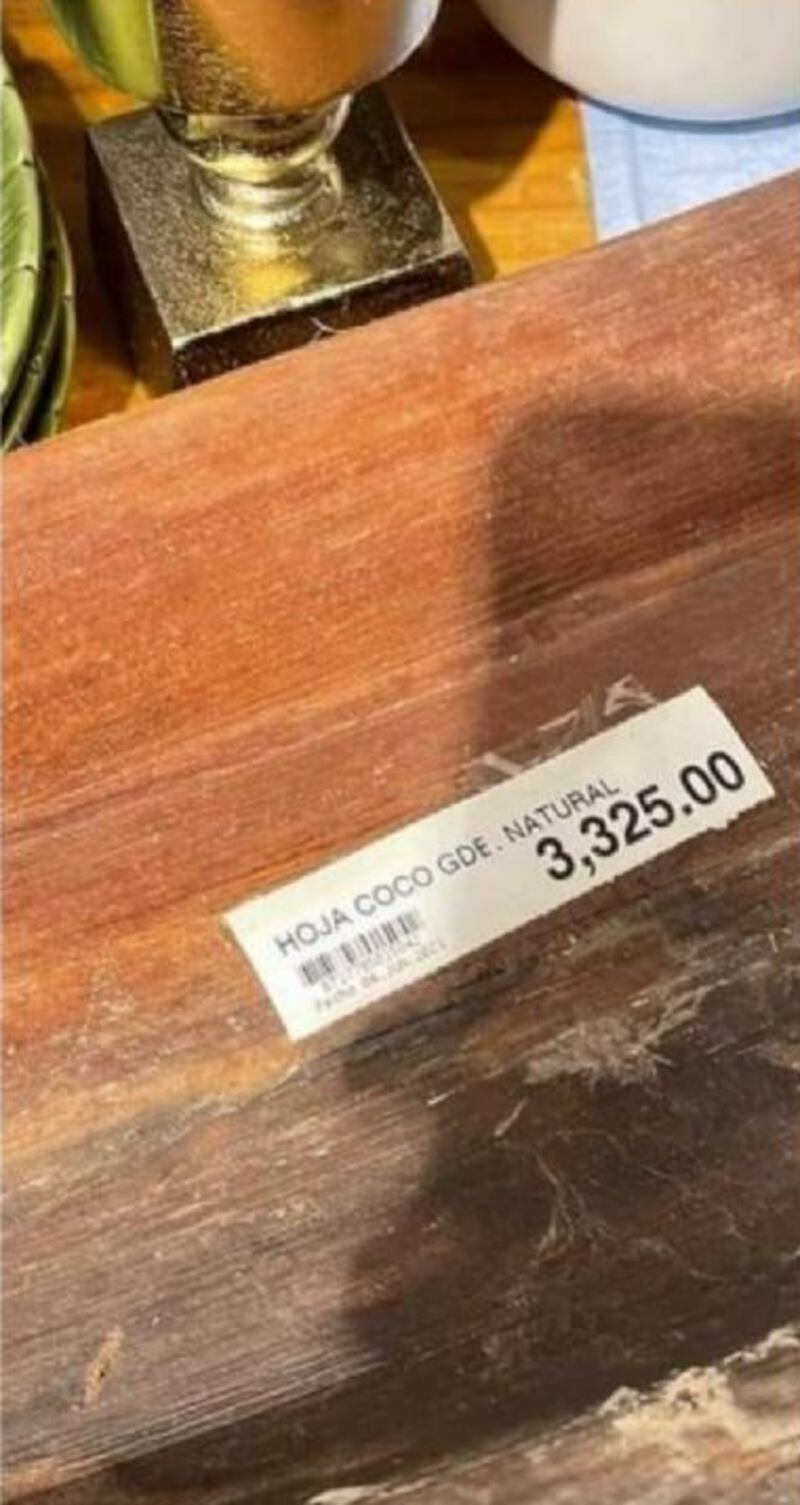 HOJA COCO GDE. NATURAL
3,325.00